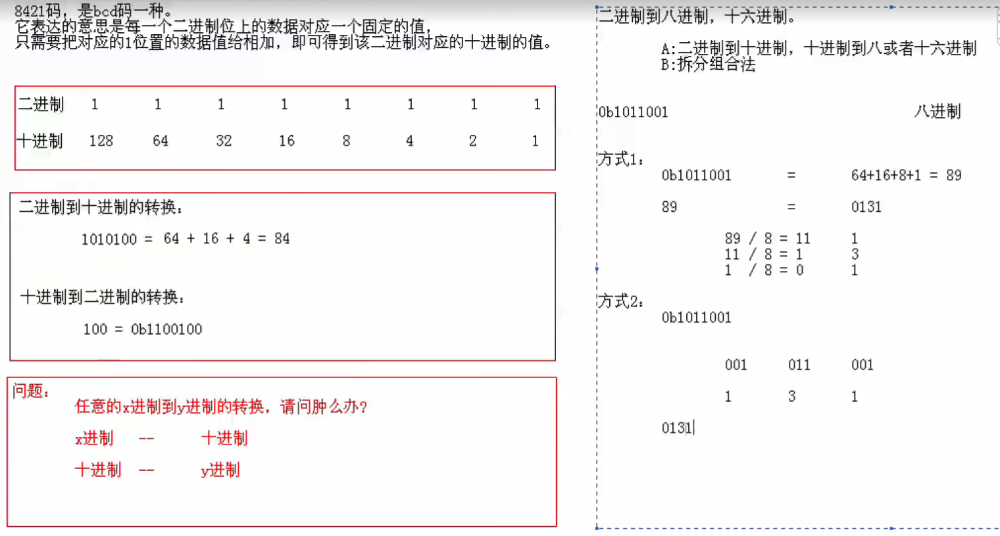 8421码，是bcd码一种。
它表达的意思是每一个二进制位上的数据对应一个固定的值，
只需要把对应的1位置的数据值给相加，即可得到该二进制对应的十进制的值。
二进制 1 1 1 1 1 1 1 1
十进制 128 64 32 16 8 4 2 1
二进制到十进制的转换：
1010100 = 64 + 16 + 4 = 84
十进制到二进制的转换：
100 = 0b1100100
问题：
任意的x进制到y进制的转换，请问肿么办?
x进制 -- 十进制
十进制 -- y进制
二进制到八进制，十六进制。
A:二进制到十进制，十进制到八或者十六进制
B:拆分组合法
0b1011001 八进制
方式1：
0b1011001 = 64+16+8+1 = 89
89 = 0131
89 / 8 = 11 1
11 / 8 = 1 3
1 / 8 = 0 1
方式2：
0b1011001
001 011 001
1 3 1
0131